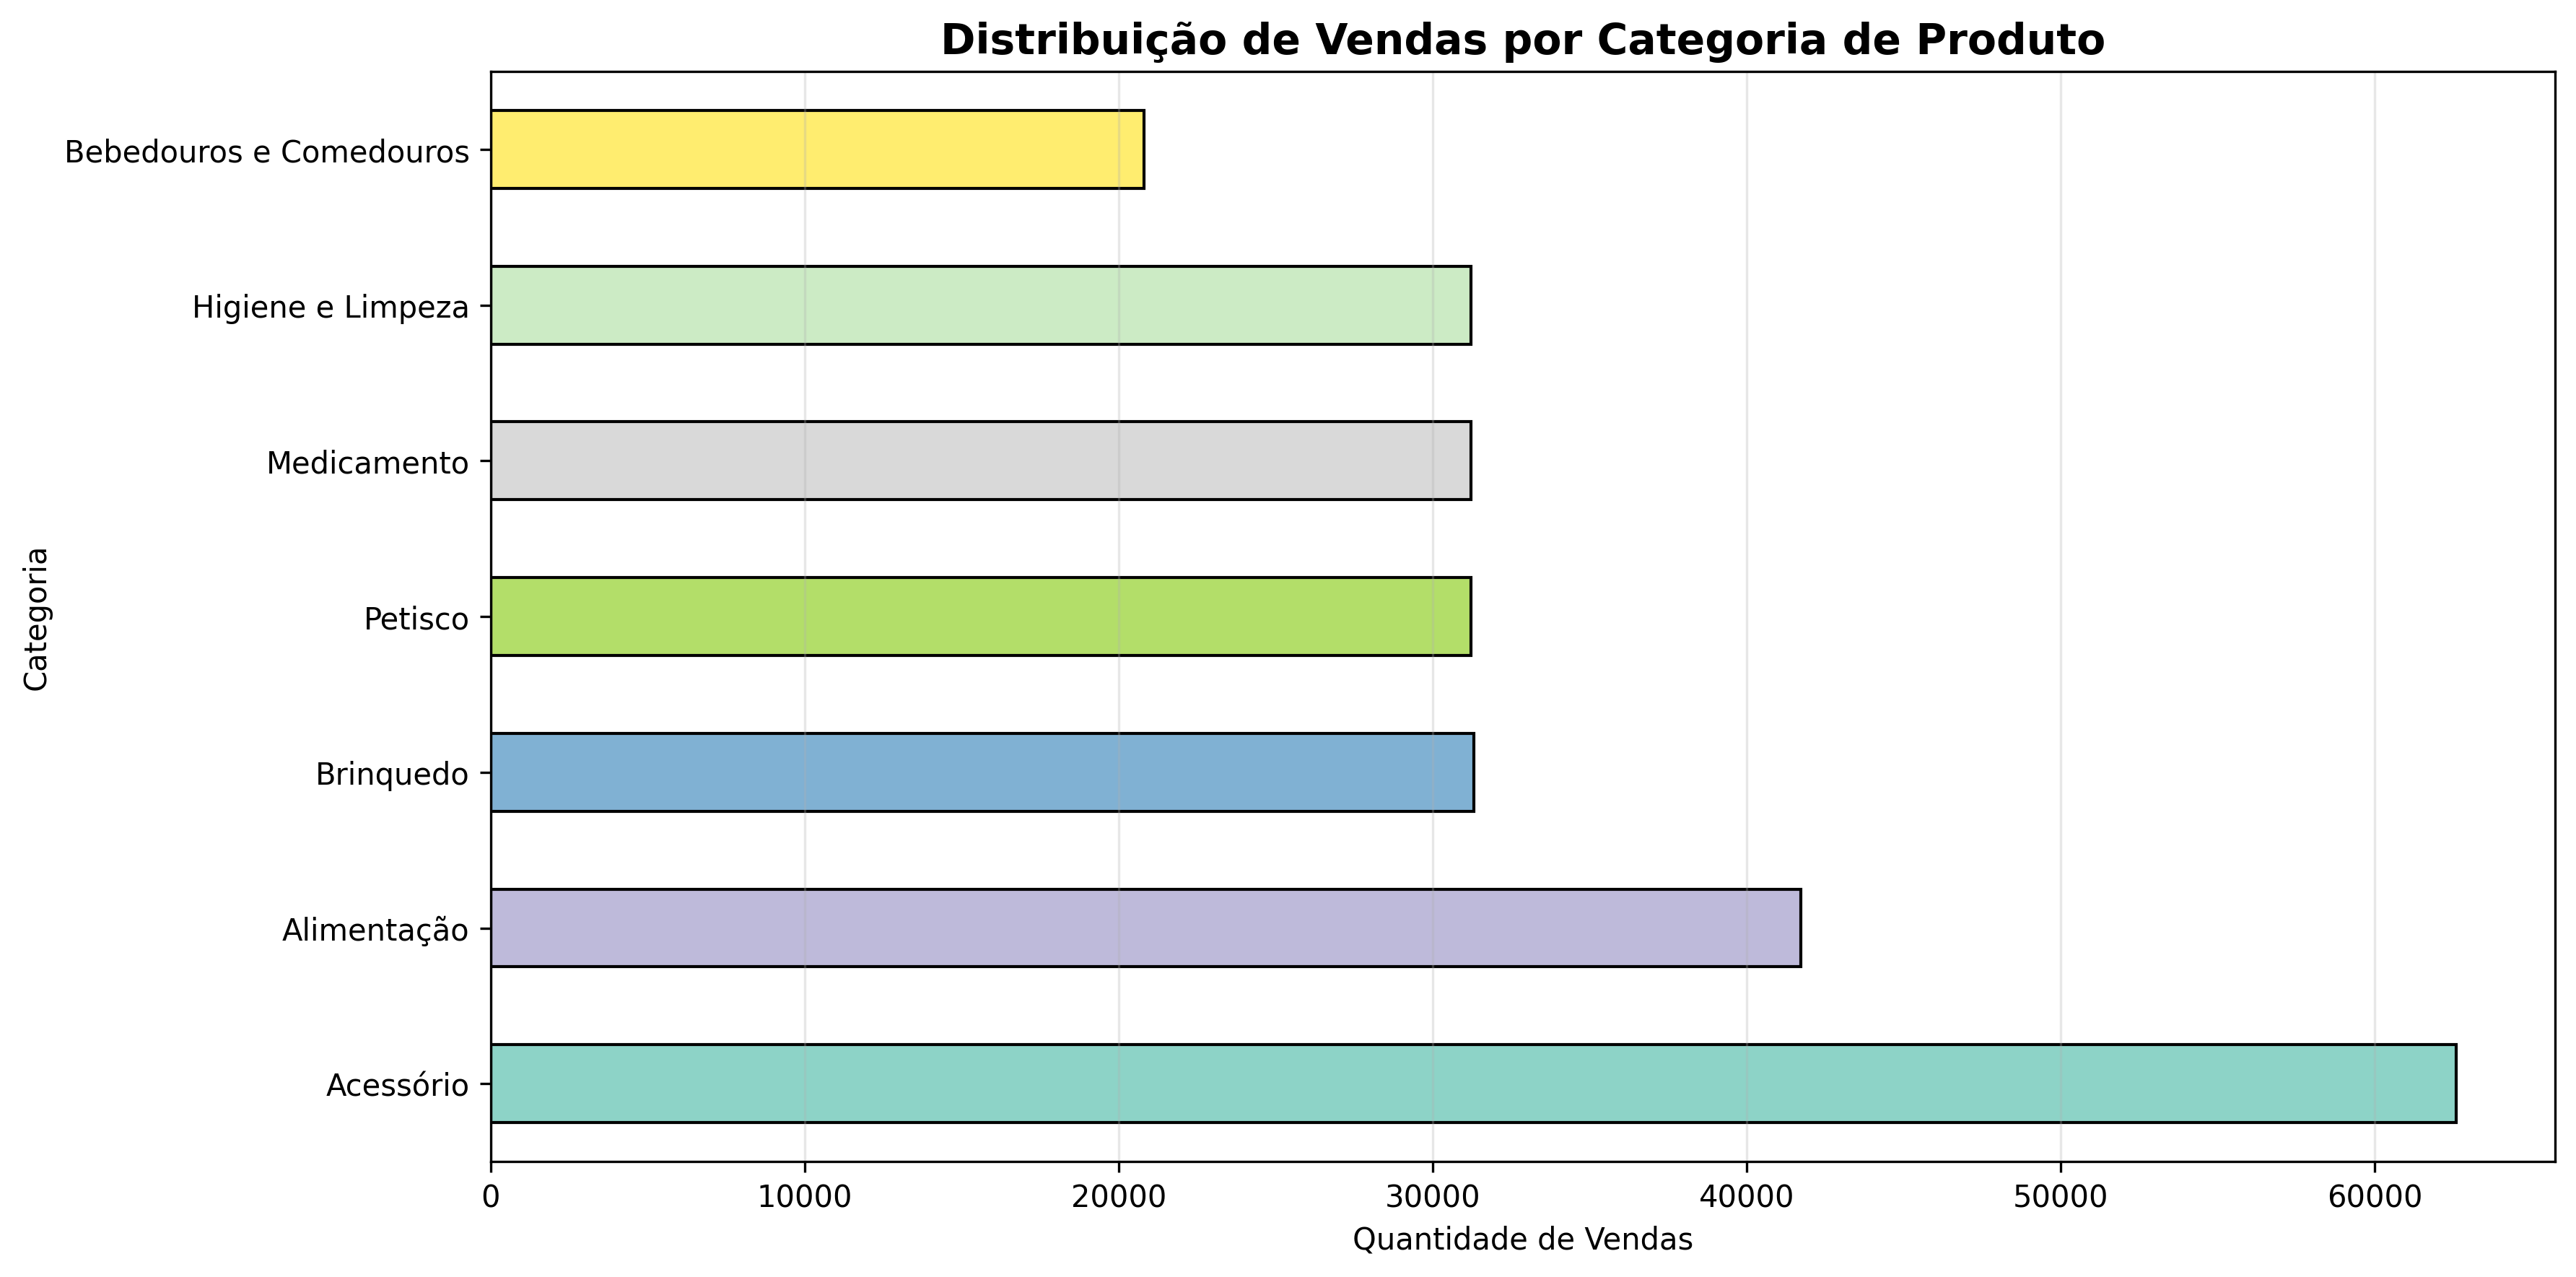 Distribuição de Vendas por Categoria de Produto
Bebedouros e Comedouros
Higiene e Limpeza
Medicamento
Petisco
Brinquedo
Alimentação
Acessório
Categoria
0 10000 20000 30000 40000 50000 60000
Quantidade de Vendas